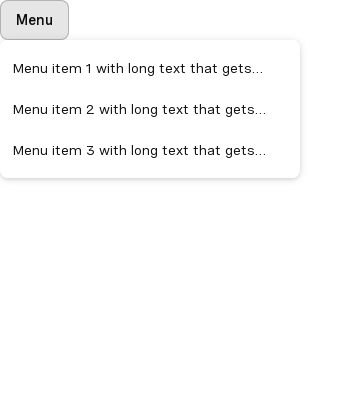 Menu
Menu item 1 with long text that gets...
Menu item 2 with long text that gets...
Menu item 3 with long text that gets...